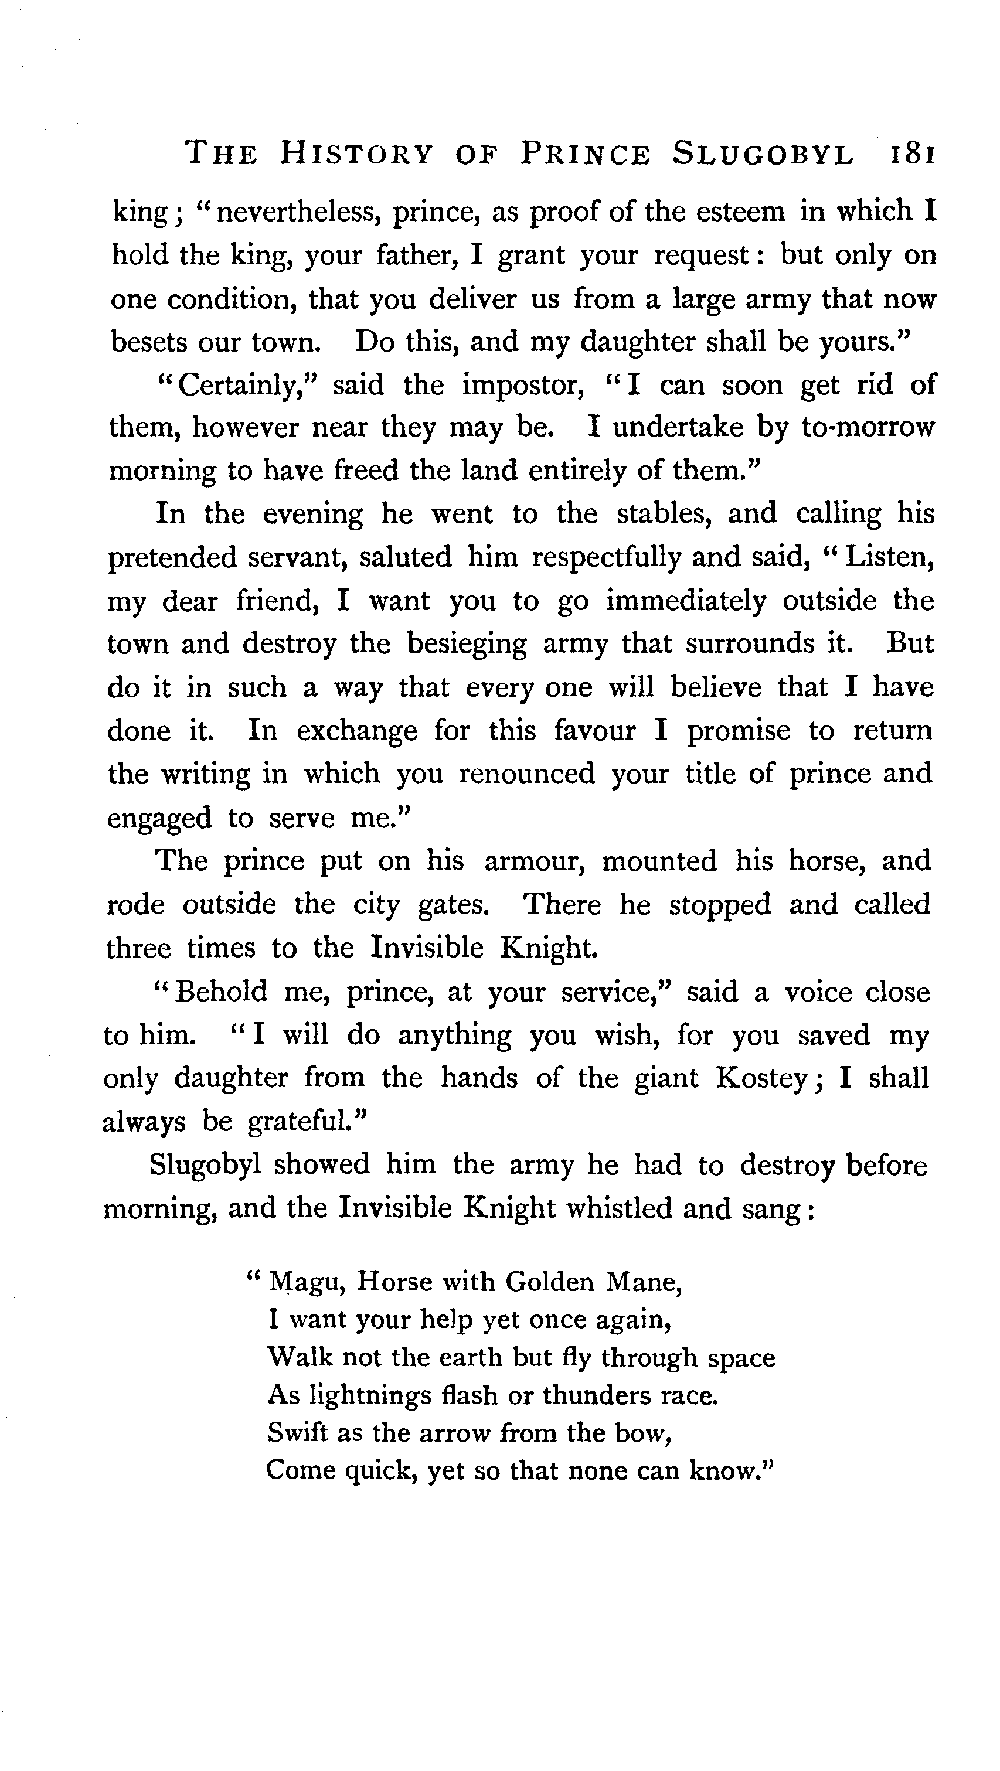 THE HISTORY OF PRINCE SLUGOBYL 181
king; “nevertheless, prince, as proof of the esteem in which I
hold the king, your father, I grant your request: but only on
one condition, that you deliver us from a large army that now
besets our town. Do this, and my daughter shall be yours.”
“Certainly,” said the impostor, “I can soon get rid of
them, however near they may be. I undertake by to-morrow
morning to have freed the land entirely of them.”
In the evening he went to the stables, and calling his
pretended servant, saluted him respectfully and said, “Listen,
my dear friend, I want you to go immediately outside the
town and destroy the besieging army that surrounds it. But
do it in such a way that every one will believe that I have
done it. In exchange for this favour I promise to return
the writing in which you renounced your title of prince and
engaged to serve me.”
The prince put on his armour, mounted his horse, and
rode outside the city gates. There he stopped and called
three times to the Invisible Knight.
“Behold me, prince, at your service,” said a voice close
to him. “I will do anything you wish, for you saved my
only daughter from the hands of the giant Kostey; I shall
always be grateful.”
Slugobyl showed him the army he had to destroy before
morning, and the Invisible Knight whistled and sang:
“Magu, Horse with Golden Mane,
I want your help yet once again,
Walk not the earth but fly through space
As lightnings flash or thunders race.
Swift as the arrow from the bow,
Come quick, yet so that none can know.”